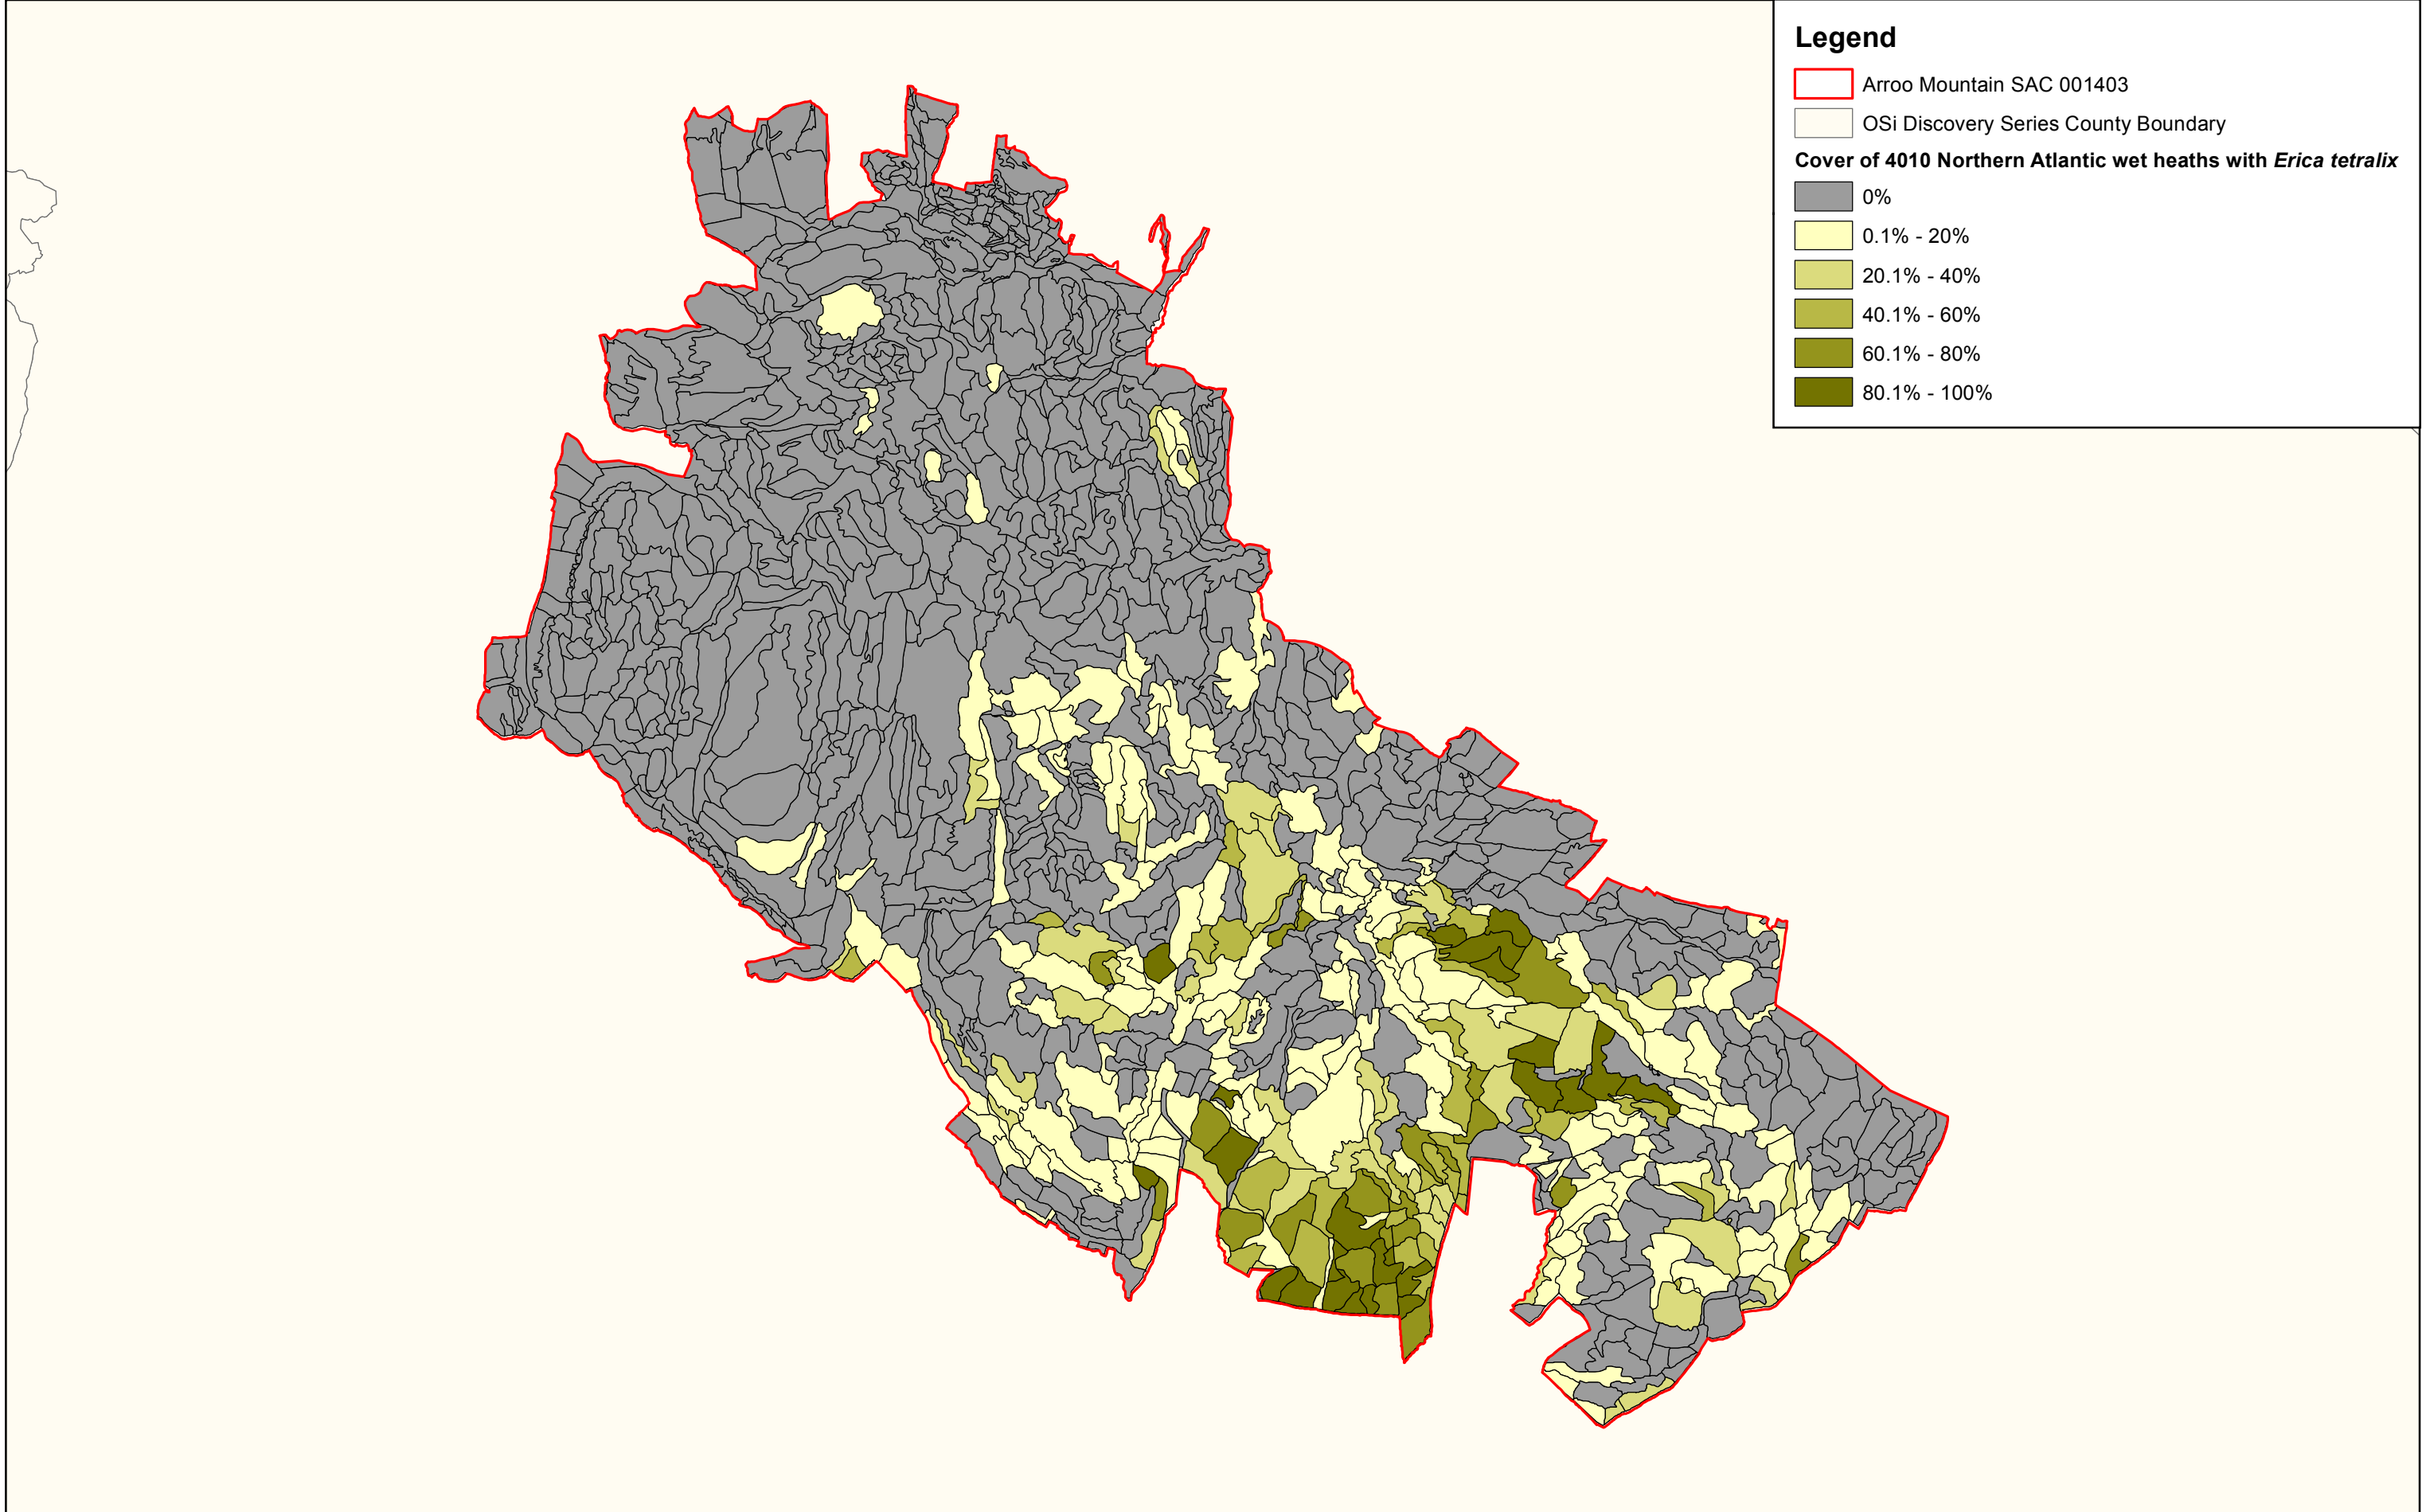 Legend
Arroo Mountain SAC 001403
OSi Discovery Series County Boundary
Cover of 4010 Northern Atlantic wet heaths with Erica tetralix
0%
0.1% - 20%
20.1% - 40%
40.1% - 60%
60.1% - 80%
80.1% - 100%